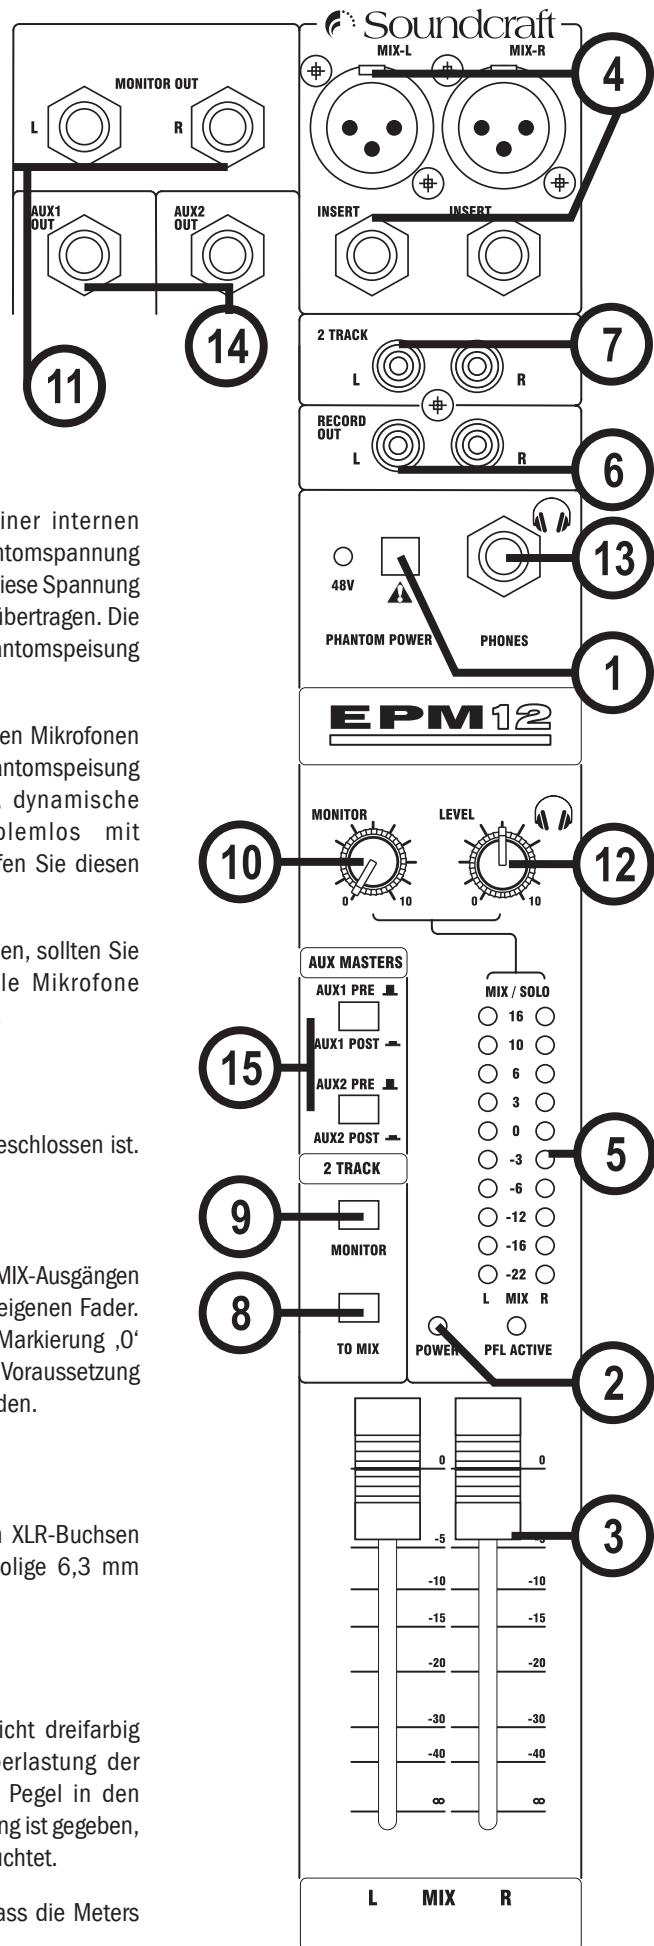 Soundcraft
MIX-L
MIX-R
4
MONITOR OUT
L
R
AUX1
OUT
AUX2
OUT
INSERT
INSERT
11
14
2 TRACK
L
R
7
RECORD
OUT
L
R
6
48V
PHANTOM POWER
PHONES
13
1
EPM12
MONITOR
LEVEL
0 10
0 10
10
12
AUX MASTERS
AUX1 PRE
AUX1 POST
AUX2 PRE
AUX2 POST
15
2 TRACK
MONITOR
9
TO MIX
8
MIX / SOLO
16
10
6
3
0
-3
-6
-12
-16
-22
L MIX R
5
POWER
PFL ACTIVE
2
0 0
-5 -5
-10 -10
-15 -15
-20 -20
-30 -30
-40 -40
∞ ∞
3
L MIX R
iner internen
ntomspannung
iese Spannung
übertragen. Die
antomspeisung
en Mikrofonen
antomspeisung
, dynamische
blemlos mit
fen Sie diesen
en, sollten Sie
le Mikrofone
.
eschlossen ist.
MIX-Ausgängen
eigenen Fader.
Markierung ‚0‘
Voraussetzung
den.
n XLR-Buchsen
olige 6,3 mm
icht dreifarbig
berlastung der
Pegel in den
ng ist gegeben,
uchtet.
ass die Meters